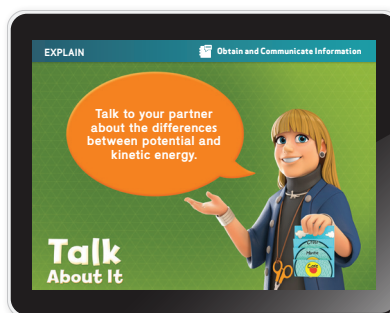 EXPLAIN
Obtain and Communicate Information
Talk to your partner
about the differences
between potential and
kinetic energy.
Talk
About It